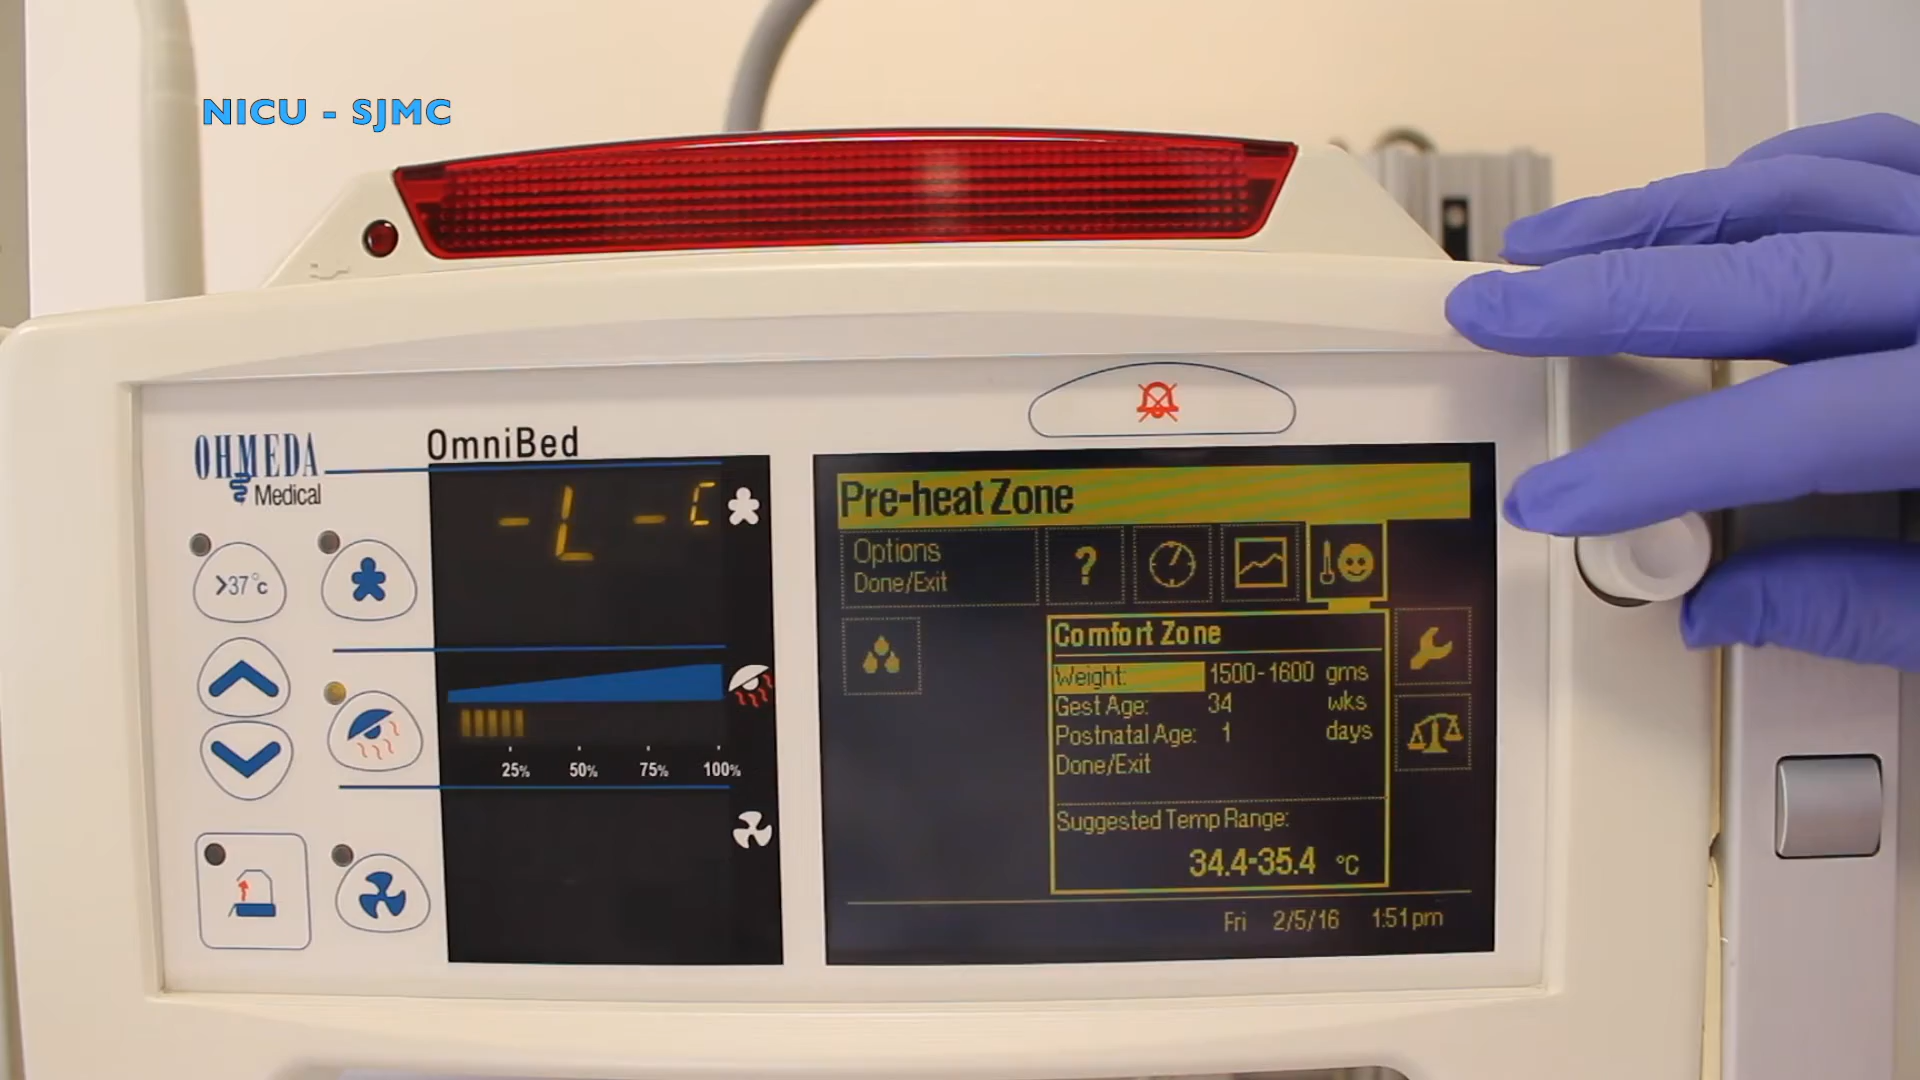 NICU - SJMC
OHMEDA
Medical
OmniBed
-L-C
>37°c
25% 50% 75% 100%
Pre-heat Zone
Options
Done/Exit
?
Comfort Zone
Weight: 1500-1600 gms
Gest Age: 34 wks
Postnatal Age: 1 days
Done/Exit
Suggested Temp Range:
34.4-35.4 °C
Fri 2/5/16 1:51pm